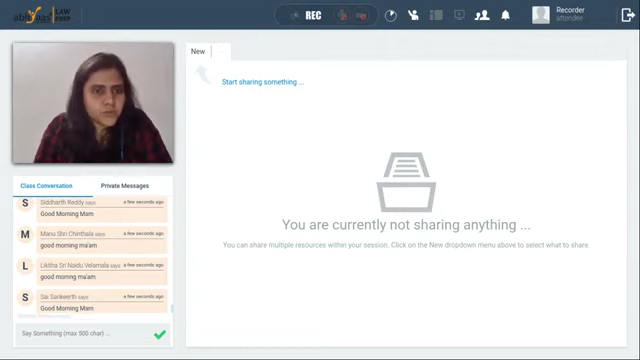 abhyaas
LAW
PREP
REC
Recorder
attendee
New
Start sharing something ...
You are currently not sharing anything ...
You can share multiple resources within your session. Click on the New dropdown menu above to select what to share
Class Conversation
Private Messages
S
Siddharth Reddy says
a few seconds ago
Good Morning Mam
M
Manu Shri Chinthala says
a few seconds ago
good morning ma'am
L
Likitha Sri Naidu Velamala says
a few seconds ago
good morning ma'am
S
Sai Sankeerth says
a few seconds ago
Good Morning Mam
Say Something (max 500 char) ...